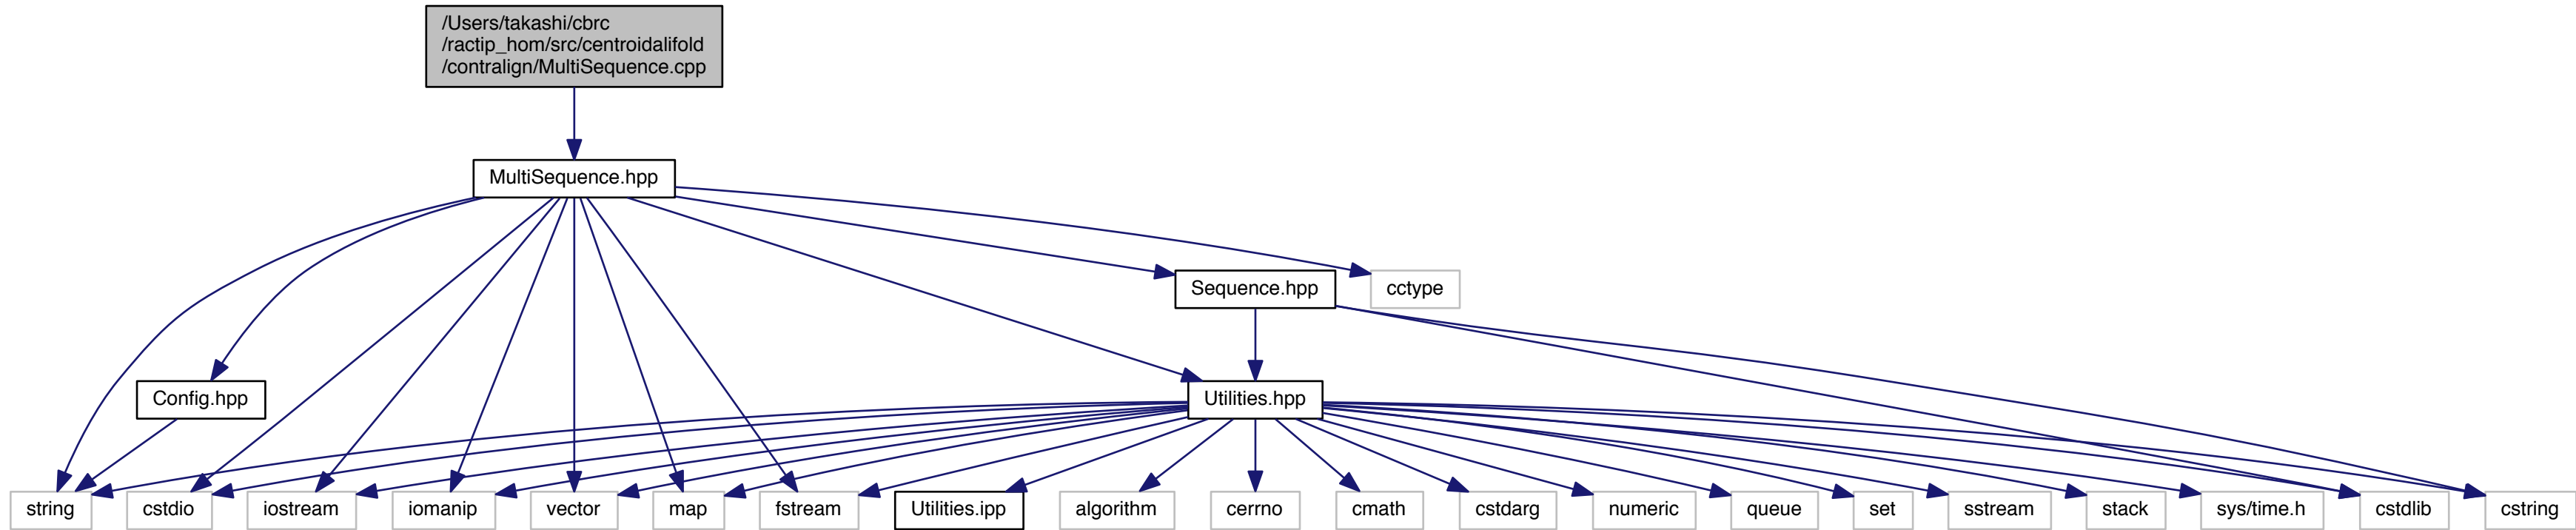 /Users/takashi/cbrc
/ractip_hom/src/centroidalifold
/contralign/MultiSequence.cpp
MultiSequence.hpp
Sequence.hpp
cctype
Config.hpp
Utilities.hpp
string
cstdio
iostream
iomanip
vector
map
fstream
Utilities.ipp
algorithm
cerrno
cmath
cstdarg
numeric
queue
set
sstream
stack
sys/time.h
cstdlib
cstring